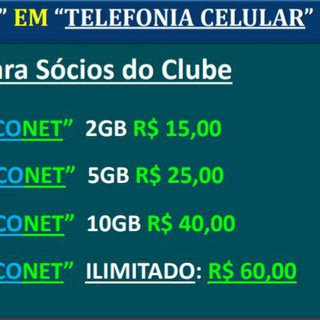 ” EM “TELEFONIA CELULAR”
ara Sócios do Clube
CONET” 2GB R$ 15,00
CONET” 5GB R$ 25,00
CONET” 10GB R$ 40,00
CONET” ILIMITADO: R$ 60,00